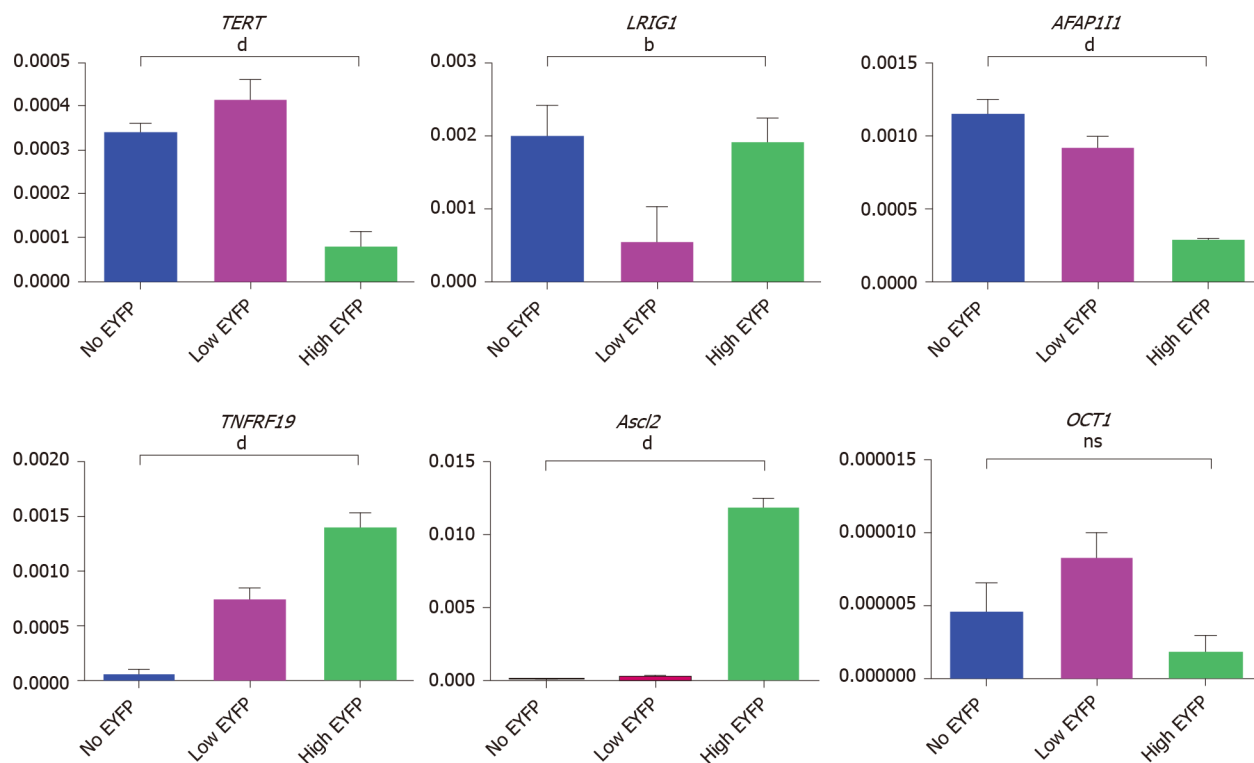 TERT
d
0.0005
0.0004
0.0003
0.0002
0.0001
0.0000
No EYFP
Low EYFP
High EYFP
LRIG1
b
0.003
0.002
0.001
0.000
No EYFP
Low EYFP
High EYFP
AFAP1I1
d
0.0015
0.0010
0.0005
0.0000
No EYFP
Low EYFP
High EYFP
TNFRF19
d
0.0020
0.0015
0.0010
0.0005
0.0000
No EYFP
Low EYFP
High EYFP
Ascl2
d
0.015
0.010
0.005
0.000
No EYFP
Low EYFP
High EYFP
OCT1
ns
0.000015
0.000010
0.000005
0.000000
No EYFP
Low EYFP
High EYFP